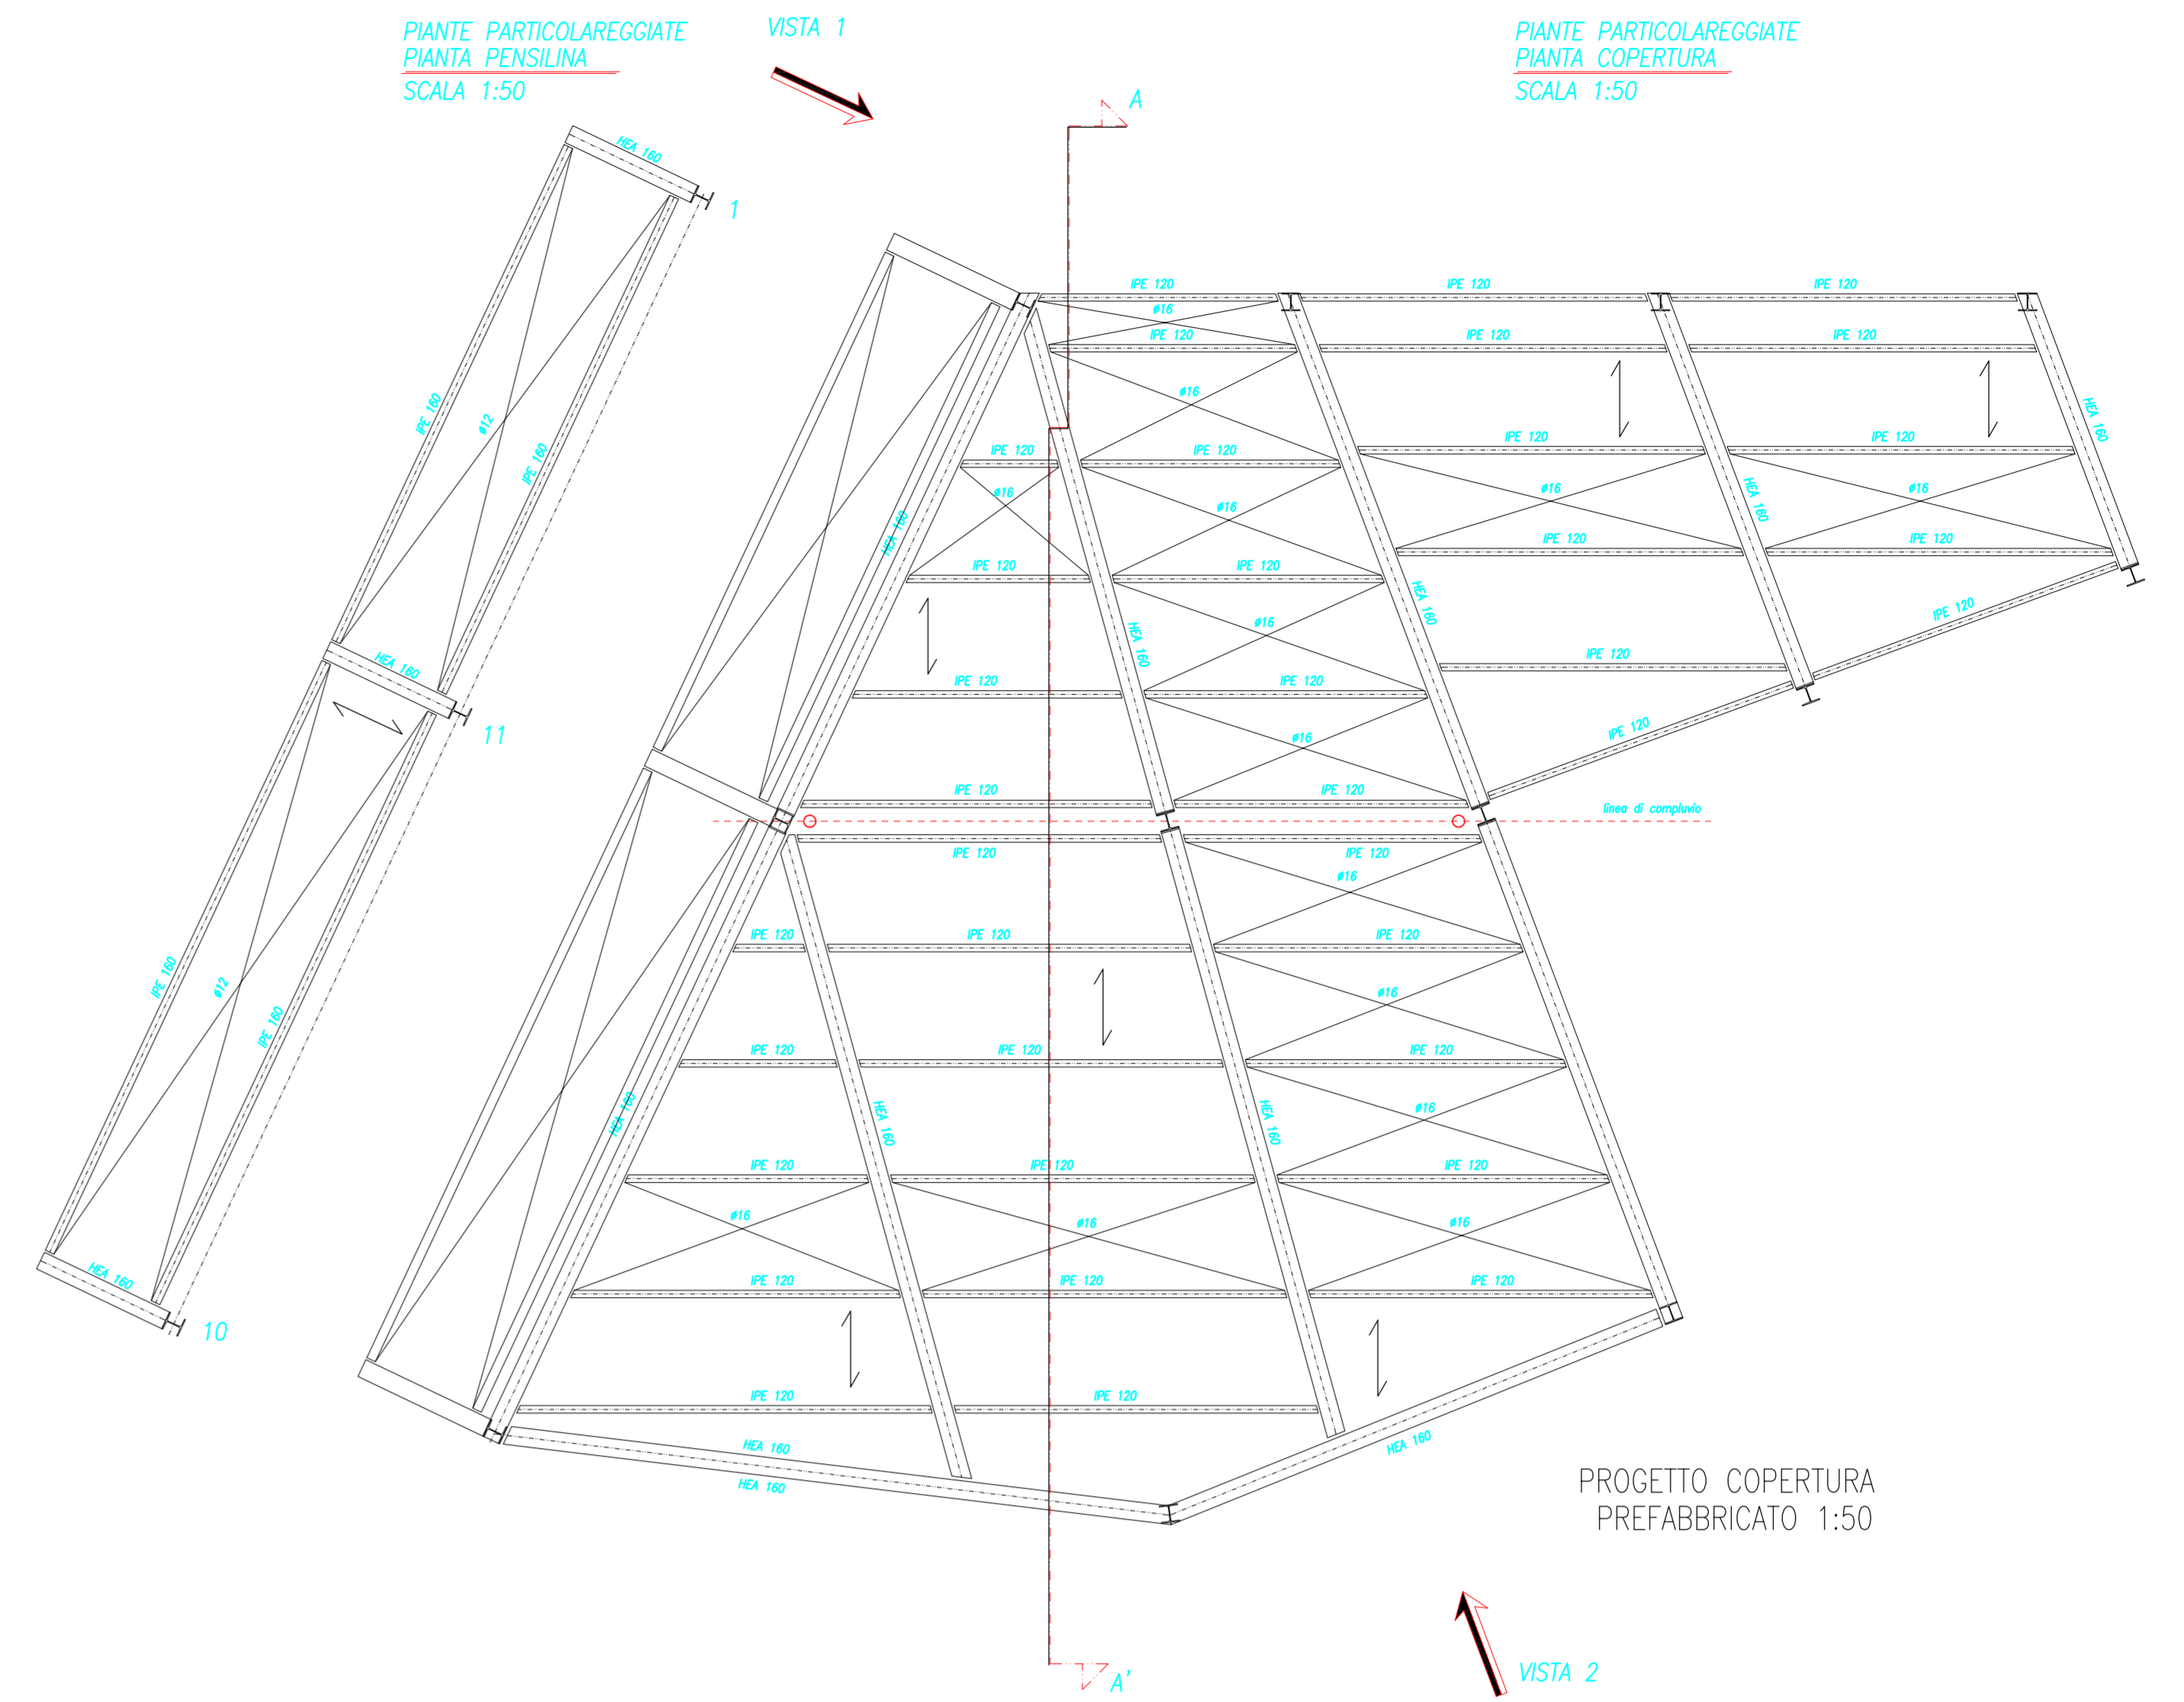 PIANTE PARTICOLAREGGIATE
PIANTA PENSILINA
SCALA 1:50
VISTA 1
PIANTE PARTICOLAREGGIATE
PIANTA COPERTURA
SCALA 1:50
A
HEA 160
1
IPE 160
ø12
IPE 160
HEA 160
11
IPE 160
ø12
IPE 160
HEA 160
10
IPE 120
IPE 120
IPE 120
ø16
IPE 120
IPE 120
IPE 120
ø16
HEA 160
IPE 120
IPE 120
IPE 120
IPE 120
ø16
ø16
ø16
ø16
HEA 160
HEA 160
IPE 120
IPE 120
IPE 120
IPE 120
HEA 160
IPE 120
ø16
HEA 160
IPE 120
IPE 120
IPE 120
IPE 120
ø16
IPE 120
IPE 120
IPE 120
linea di compluvio
IPE 120
IPE 120
ø16
IPE 120
IPE 120
IPE 120
ø16
IPE 120
IPE 120
IPE 120
HEA 160
HEA 160
HEA 160
ø16
IPE 120
IPE 120
IPE 120
ø16
ø16
ø16
IPE 120
IPE 120
IPE 120
IPE 120
IPE 120
HEA 160
HEA 160
HEA 160
PROGETTO COPERTURA
PREFABBRICATO 1:50
VISTA 2
A'